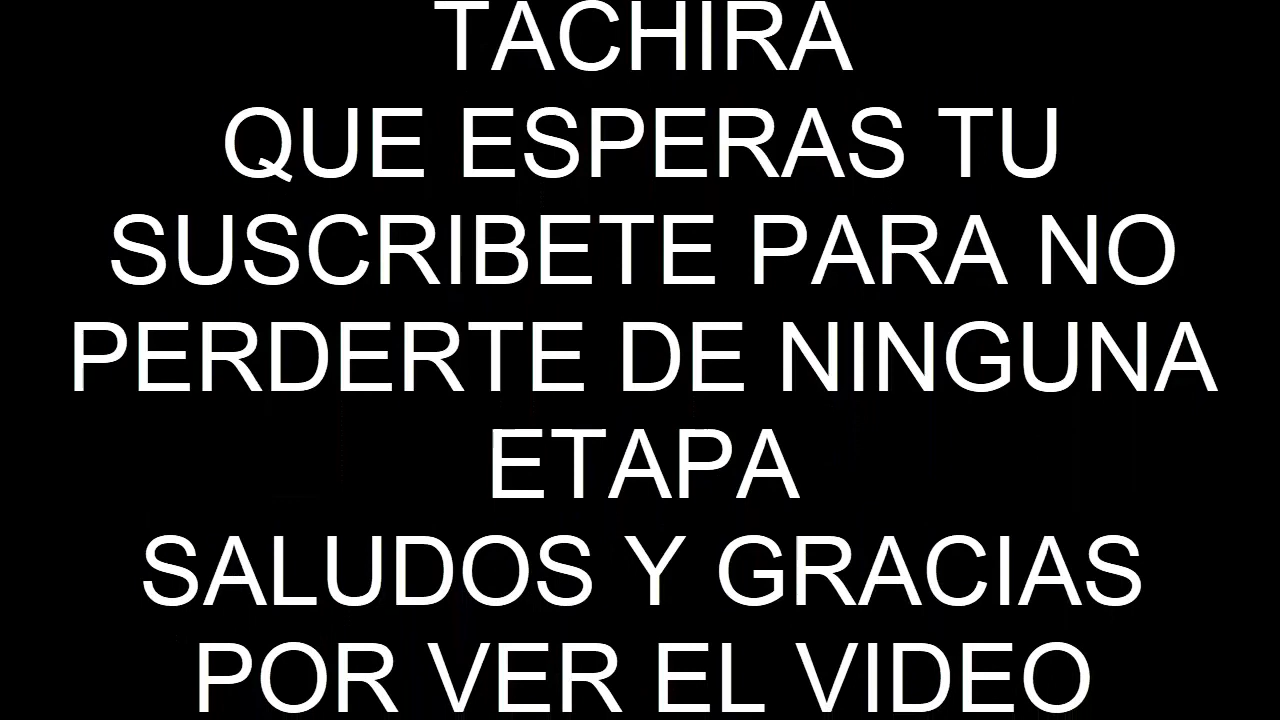 TACHIRA
QUE ESPERAS TU
SUSCRIBETE PARA NO
PERDERTE DE NINGUNA
ETAPA
SALUDOS Y GRACIAS
POR VER EL VIDEO